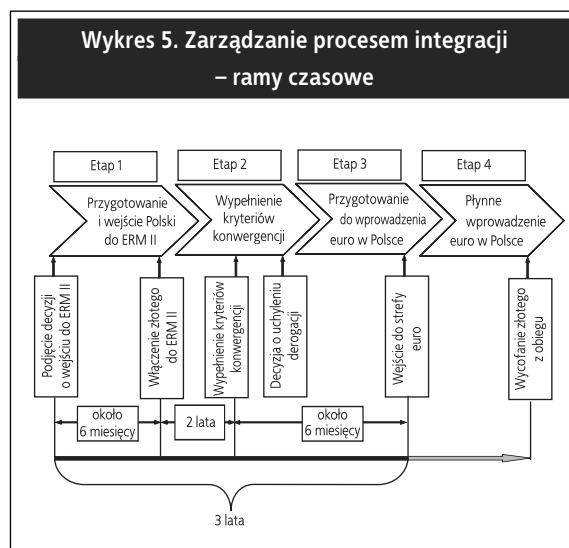 Wykres 5. Zarządzanie procesem integracji
– ramy czasowe
Etap 1
Etap 2
Etap 3
Etap 4
Przygotowanie
i wejście Polski
do ERM II
Wypełnienie
kryteriów
konwergencji
Przygotowanie
do wprowadzenia
euro w Polsce
Płynne
wprowadzenie
euro w Polsce
Podjęcie decyzji
o wejściu do ERM II
Włączenie złotego
do ERM II
Wypełnienie kryteriów
konwergencji
Decyzja o uchyleniu
derogacji
Wejście do strefy
euro
Wycofanie złotego
z obiegu
około
6 miesięcy
2 lata
około
6 miesięcy
3 lata